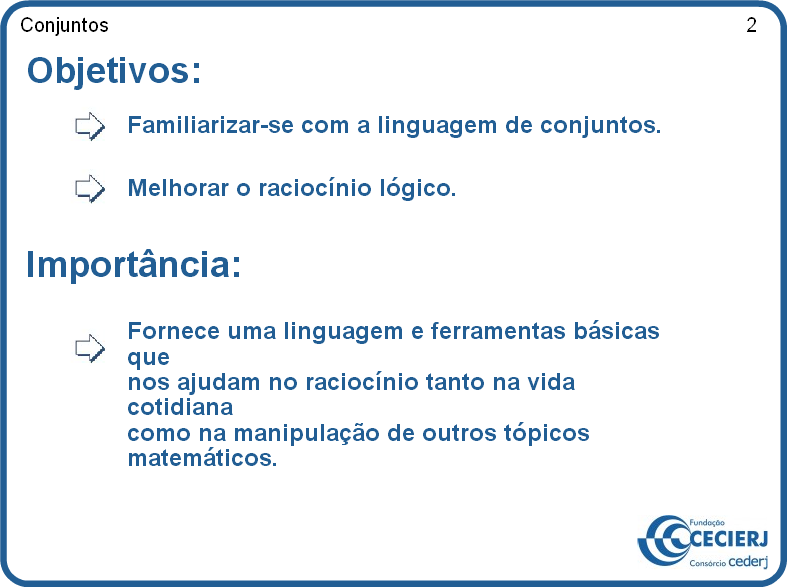 Conjuntos 2
Objetivos:
Familiarizar-se com a linguagem de conjuntos.
Melhorar o raciocínio lógico.
Importância:
Fornece uma linguagem e ferramentas básicas
que
nos ajudam no raciocínio tanto na vida
cotidiana
como na manipulação de outros tópicos
matemáticos.
Fundação
CECIERJ
Consórcio cederj